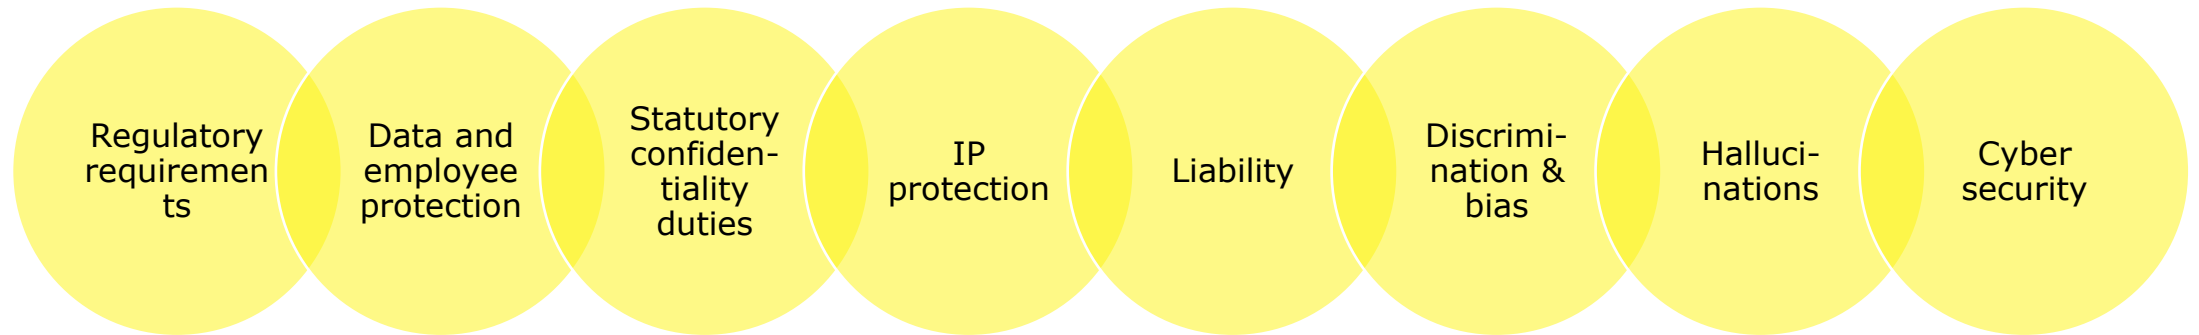 Regulatory
requiremen
ts
Data and
employee
protection
Statutory
confiden-
tiality
duties
IP
protection
Liability
Discrimi-
nation &
bias
Halluci-
nations
Cyber
security